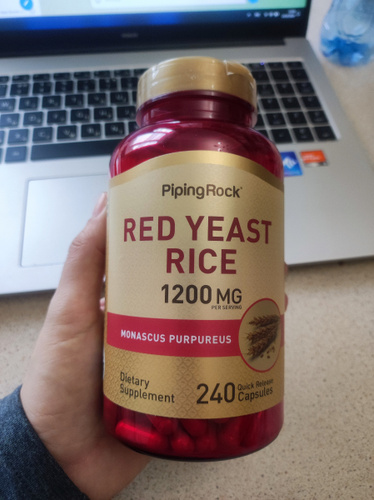 PipingRock®
RED YEAST
RICE
1200 MG
PER SERVING
MONASCUS PURPUREUS
Dietary
Supplement
240 Quick Release
Capsules